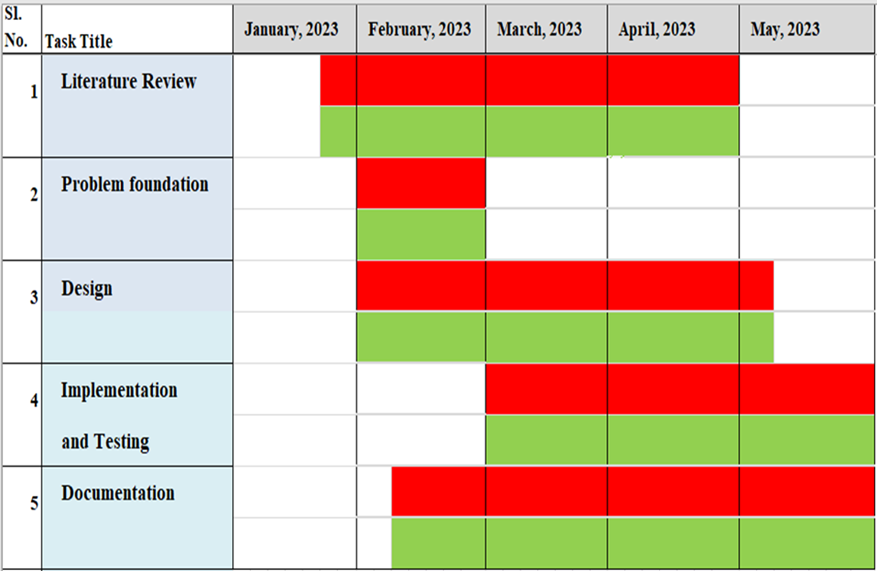 Sl.
No. Task Title January, 2023 February, 2023 March, 2023 April, 2023 May, 2023
1 Literature Review
2 Problem foundation
3 Design
4 Implementation
and Testing
5 Documentation